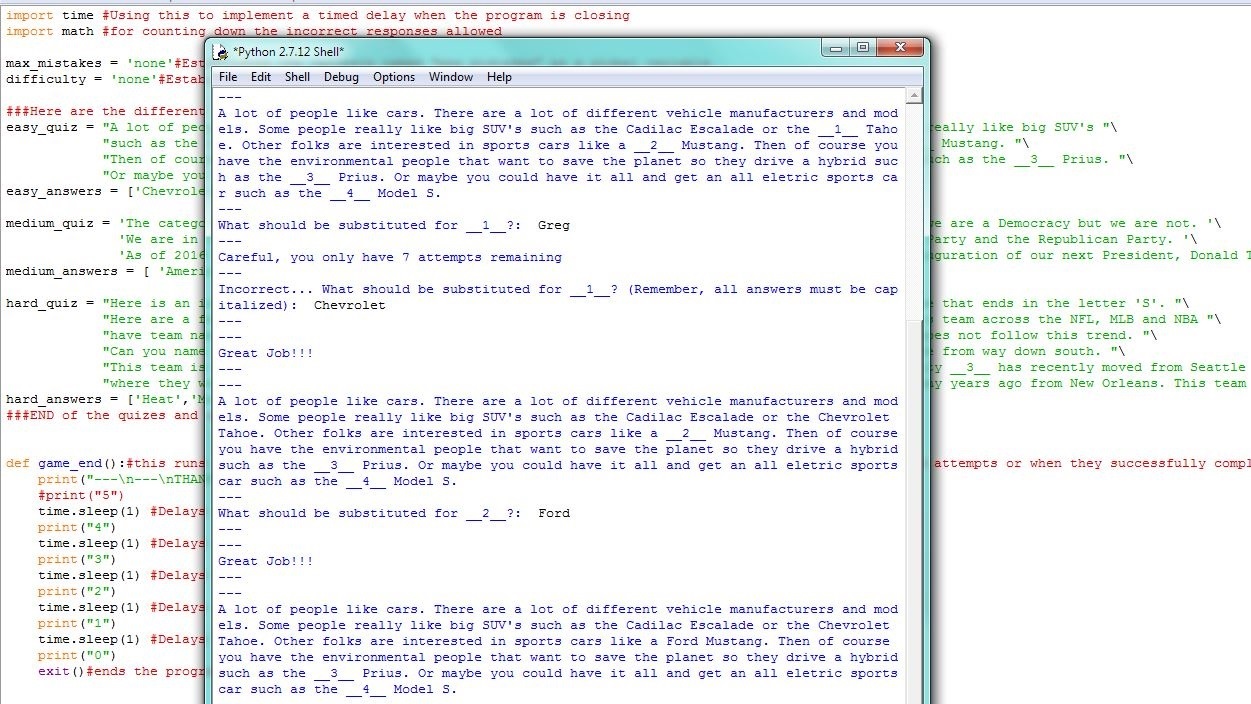 import time #Using this to implement a timed delay when the program is closing
import math #for counting down the incorrect responses allowed
max_mistakes = 'none'#Est
difficulty = 'none'#Estab
###Here are the different
easy_quiz = "A lot of pec
"such as the
"Then of cour
"Or maybe you
easy_answers = ['Chevrole
medium_quiz = 'The catego
'We are in
'As of 2016
medium_answers = [ 'Ameri
hard_quiz = "Here is an i
"Here are a f
"have team na
"Can you name
"This team is
"where they w
hard_answers = ['Heat','M
###END of the quizes and
def game_end():#this runs
print("---\n---\nTHAN
#print("5")
time.sleep(1) #Delays
print("4")
time.sleep(1) #Delays
print("3")
time.sleep(1) #Delays
print("2")
time.sleep(1) #Delays
print("1")
time.sleep(1) #Delays
print("0")
exit()#ends the progr
*Python 2.7.12 Shell*
File Edit Shell Debug Options Window Help
---
A lot of people like cars. There are a lot of different vehicle manufacturers and mod
els. Some people really like big SUV's such as the Cadilac Escalade or the __1__ Taho
e. Other folks are interested in sports cars like a __2__ Mustang. Then of course you
have the environmental people that want to save the planet so they drive a hybrid suc
h as the __3__ Prius. Or maybe you could have it all and get an all eletric sports ca
r such as the __4__ Model S.
---
What should be substituted for __1__?: Greg
---
Careful, you only have 7 attempts remaining
---
Incorrect... What should be substituted for __1__? (Remember, all answers must be cap
italized): Chevrolet
---
---
Great Job!!!
---
---
A lot of people like cars. There are a lot of different vehicle manufacturers and mod
els. Some people really like big SUV's such as the Cadilac Escalade or the Chevrolet
Tahoe. Other folks are interested in sports cars like a __2__ Mustang. Then of course
you have the environmental people that want to save the planet so they drive a hybrid
such as the __3__ Prius. Or maybe you could have it all and get an all eletric sports
car such as the __4__ Model S.
---
What should be substituted for __2__?: Ford
---
---
Great Job!!!
---
---
A lot of people like cars. There are a lot of different vehicle manufacturers and mod
els. Some people really like big SUV's such as the Cadilac Escalade or the Chevrolet
Tahoe. Other folks are interested in sports cars like a Ford Mustang. Then of course
you have the environmental people that want to save the planet so they drive a hybrid
such as the __3__ Prius. Or maybe you could have it all and get an all eletric sports
car such as the __4__ Model S.
eally like big SUV's "\
Mustang. "\
ch as the __3__ Prius. "\
ve are a Democracy but we are not. '\
Party and the Republican Party. '\
guration of our next President, Donald T
that ends in the letter 'S'. "\
team across the NFL, MLB and NBA "\
es not follow this trend. "\
from way down south. "\
y __3__ has recently moved from Seattle
y years ago from New Orleans. This team
attempts or when they successfully compl